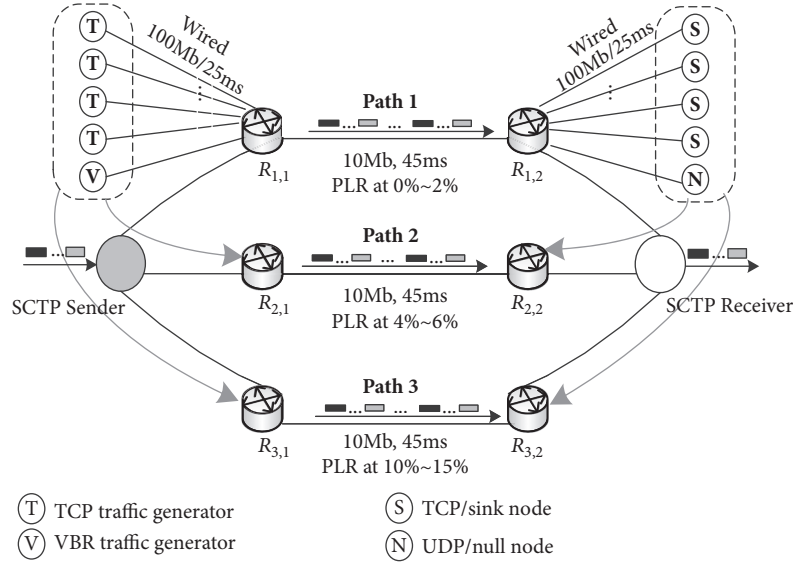 T
T
T
T
V
Wired
100Mb/25ms
...
Path 1
... ... ...
10Mb, 45ms
PLR at 0%~2%
R1,1
R1,2
Wired
100Mb/25ms
...
S
S
S
S
N
...
SCTP Sender
Path 2
... ... ...
10Mb, 45ms
PLR at 4%~6%
R2,1
R2,2
...
SCTP Receiver
Path 3
... ... ...
10Mb, 45ms
PLR at 10%~15%
R3,1
R3,2
T TCP traffic generator
V VBR traffic generator
S TCP/sink node
N UDP/null node